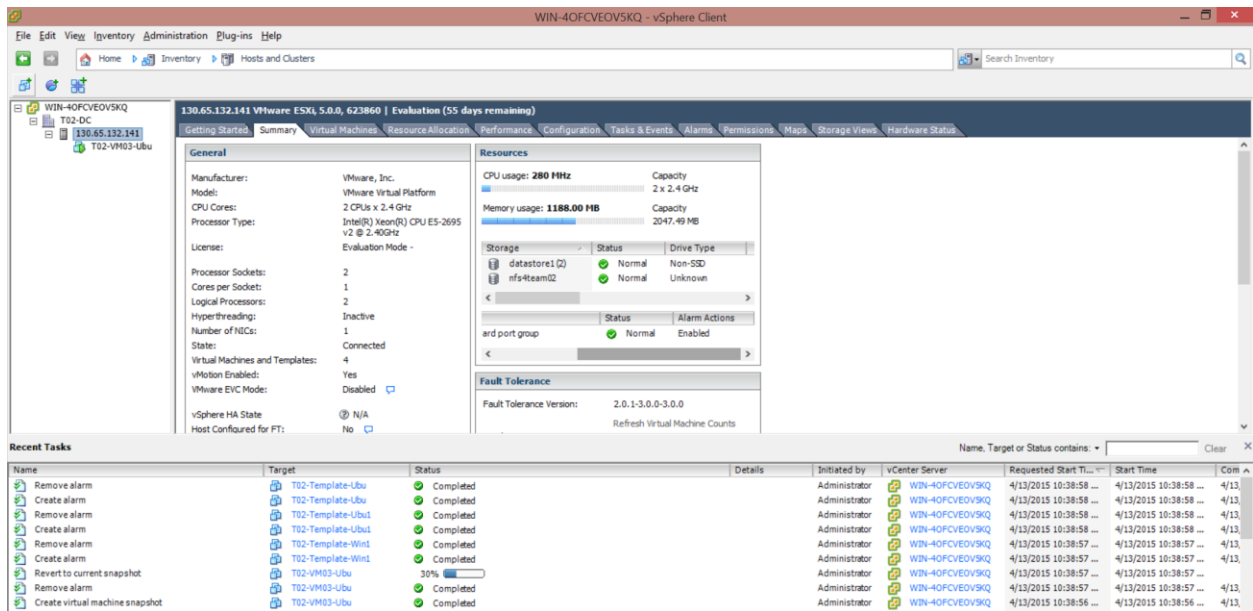 WIN-4OFCVEOV5KQ - vSphere Client
File Edit View Inventory Administration Plug-ins Help
Home Inventory Hosts and Clusters Search Inventory
WIN-4OFCVEOV5KQ
T02-DC
130.65.132.141
T02-VM03-Ubu
130.65.132.141 VMware ESXi, 5.0.0, 623860 | Evaluation (55 days remaining)
Getting Started Summary Virtual Machines Resource Allocation Performance Configuration Tasks & Events Alarms Permissions Maps Storage Views Hardware Status
General
Manufacturer: VMware, Inc.
Model: VMware Virtual Platform
CPU Cores: 2 CPUs x 2.4 GHz
Processor Type: Intel(R) Xeon(R) CPU E5-2695
v2 @ 2.40GHz
License: Evaluation Mode -
Processor Sockets: 2
Cores per Socket: 1
Logical Processors: 2
Hyperthreading: Inactive
Number of NICs: 1
State: Connected
Virtual Machines and Templates: 4
vMotion Enabled: Yes
VMware EVC Mode: Disabled
vSphere HA State N/A
Host Configured for FT: No
Resources
CPU usage: 280 MHz Capacity
2 x 2.4 GHz
Memory usage: 1188.00 MB Capacity
2047.49 MB
Storage Status Drive Type
datastore1 (2) Normal Non-SSD
nfs4team02 Normal Unknown
Status Alarm Actions
ard port group Normal Enabled
Fault Tolerance
Fault Tolerance Version: 2.0.1-3.0.0-3.0.0
Refresh Virtual Machine Counts
Recent Tasks Name, Target or Status contains: Clear
Name Target Status Details Initiated by vCenter Server Requested Start Ti... Start Time Com
Remove alarm T02-Template-Ubu Completed Administrator WIN-4OFCVEOV5KQ 4/13/2015 10:38:58 ... 4/13/2015 10:38:58 ... 4/13,
Create alarm T02-Template-Ubu Completed Administrator WIN-4OFCVEOV5KQ 4/13/2015 10:38:58 ... 4/13/2015 10:38:58 ... 4/13,
Remove alarm T02-Template-Ubu1 Completed Administrator WIN-4OFCVEOV5KQ 4/13/2015 10:38:58 ... 4/13/2015 10:38:58 ... 4/13,
Create alarm T02-Template-Ubu1 Completed Administrator WIN-4OFCVEOV5KQ 4/13/2015 10:38:58 ... 4/13/2015 10:38:58 ... 4/13,
Remove alarm T02-Template-Win1 Completed Administrator WIN-4OFCVEOV5KQ 4/13/2015 10:38:57 ... 4/13/2015 10:38:57 ... 4/13,
Create alarm T02-Template-Win1 Completed Administrator WIN-4OFCVEOV5KQ 4/13/2015 10:38:57 ... 4/13/2015 10:38:57 ... 4/13,
Revert to current snapshot T02-VM03-Ubu 30% Administrator WIN-4OFCVEOV5KQ 4/13/2015 10:38:57 ... 4/13/2015 10:38:57 ...
Remove alarm T02-VM03-Ubu Completed Administrator WIN-4OFCVEOV5KQ 4/13/2015 10:38:57 ... 4/13/2015 10:38:57 ... 4/13,
Create virtual machine snapshot T02-VM03-Ubu Completed Administrator WIN-4OFCVEOV5KQ 4/13/2015 10:38:56 ... 4/13/2015 10:38:56 ... 4/13,